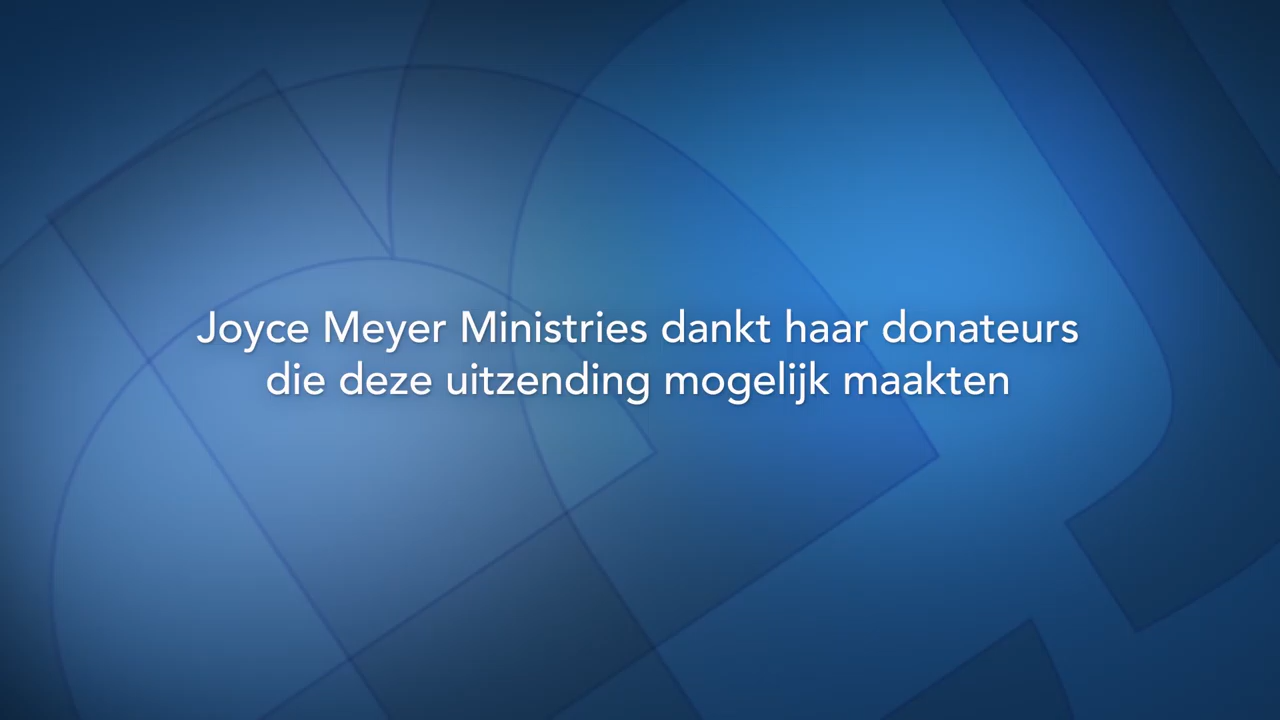 Joyce Meyer Ministries dankt haar donateurs
die deze uitzending mogelijk maakten